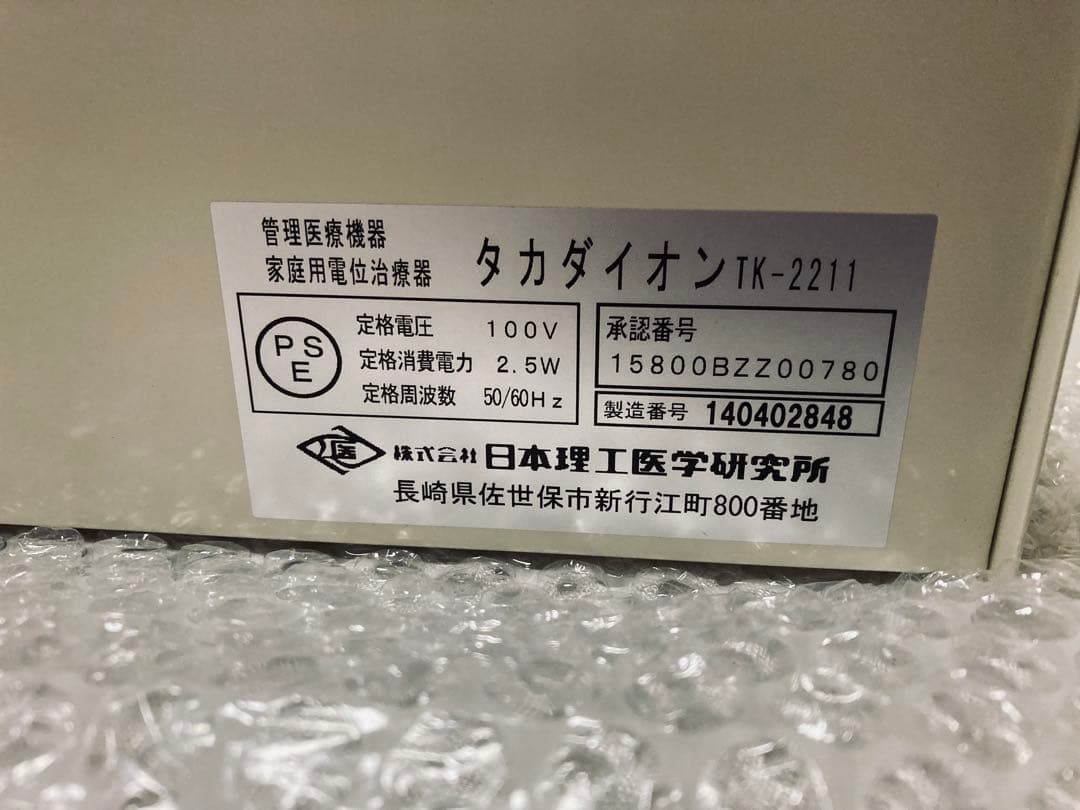 管理医療機器
家庭用電位治療器 タカダイオンTK-2211
PSE
定格電圧 100V
定格消費電力 2.5W
定格周波数 50/60Hz
承認番号
15800BZZ00780
製造番号 140402848
医 株式会社 日本理工医学研究所
長崎県佐世保市新行江町800番地